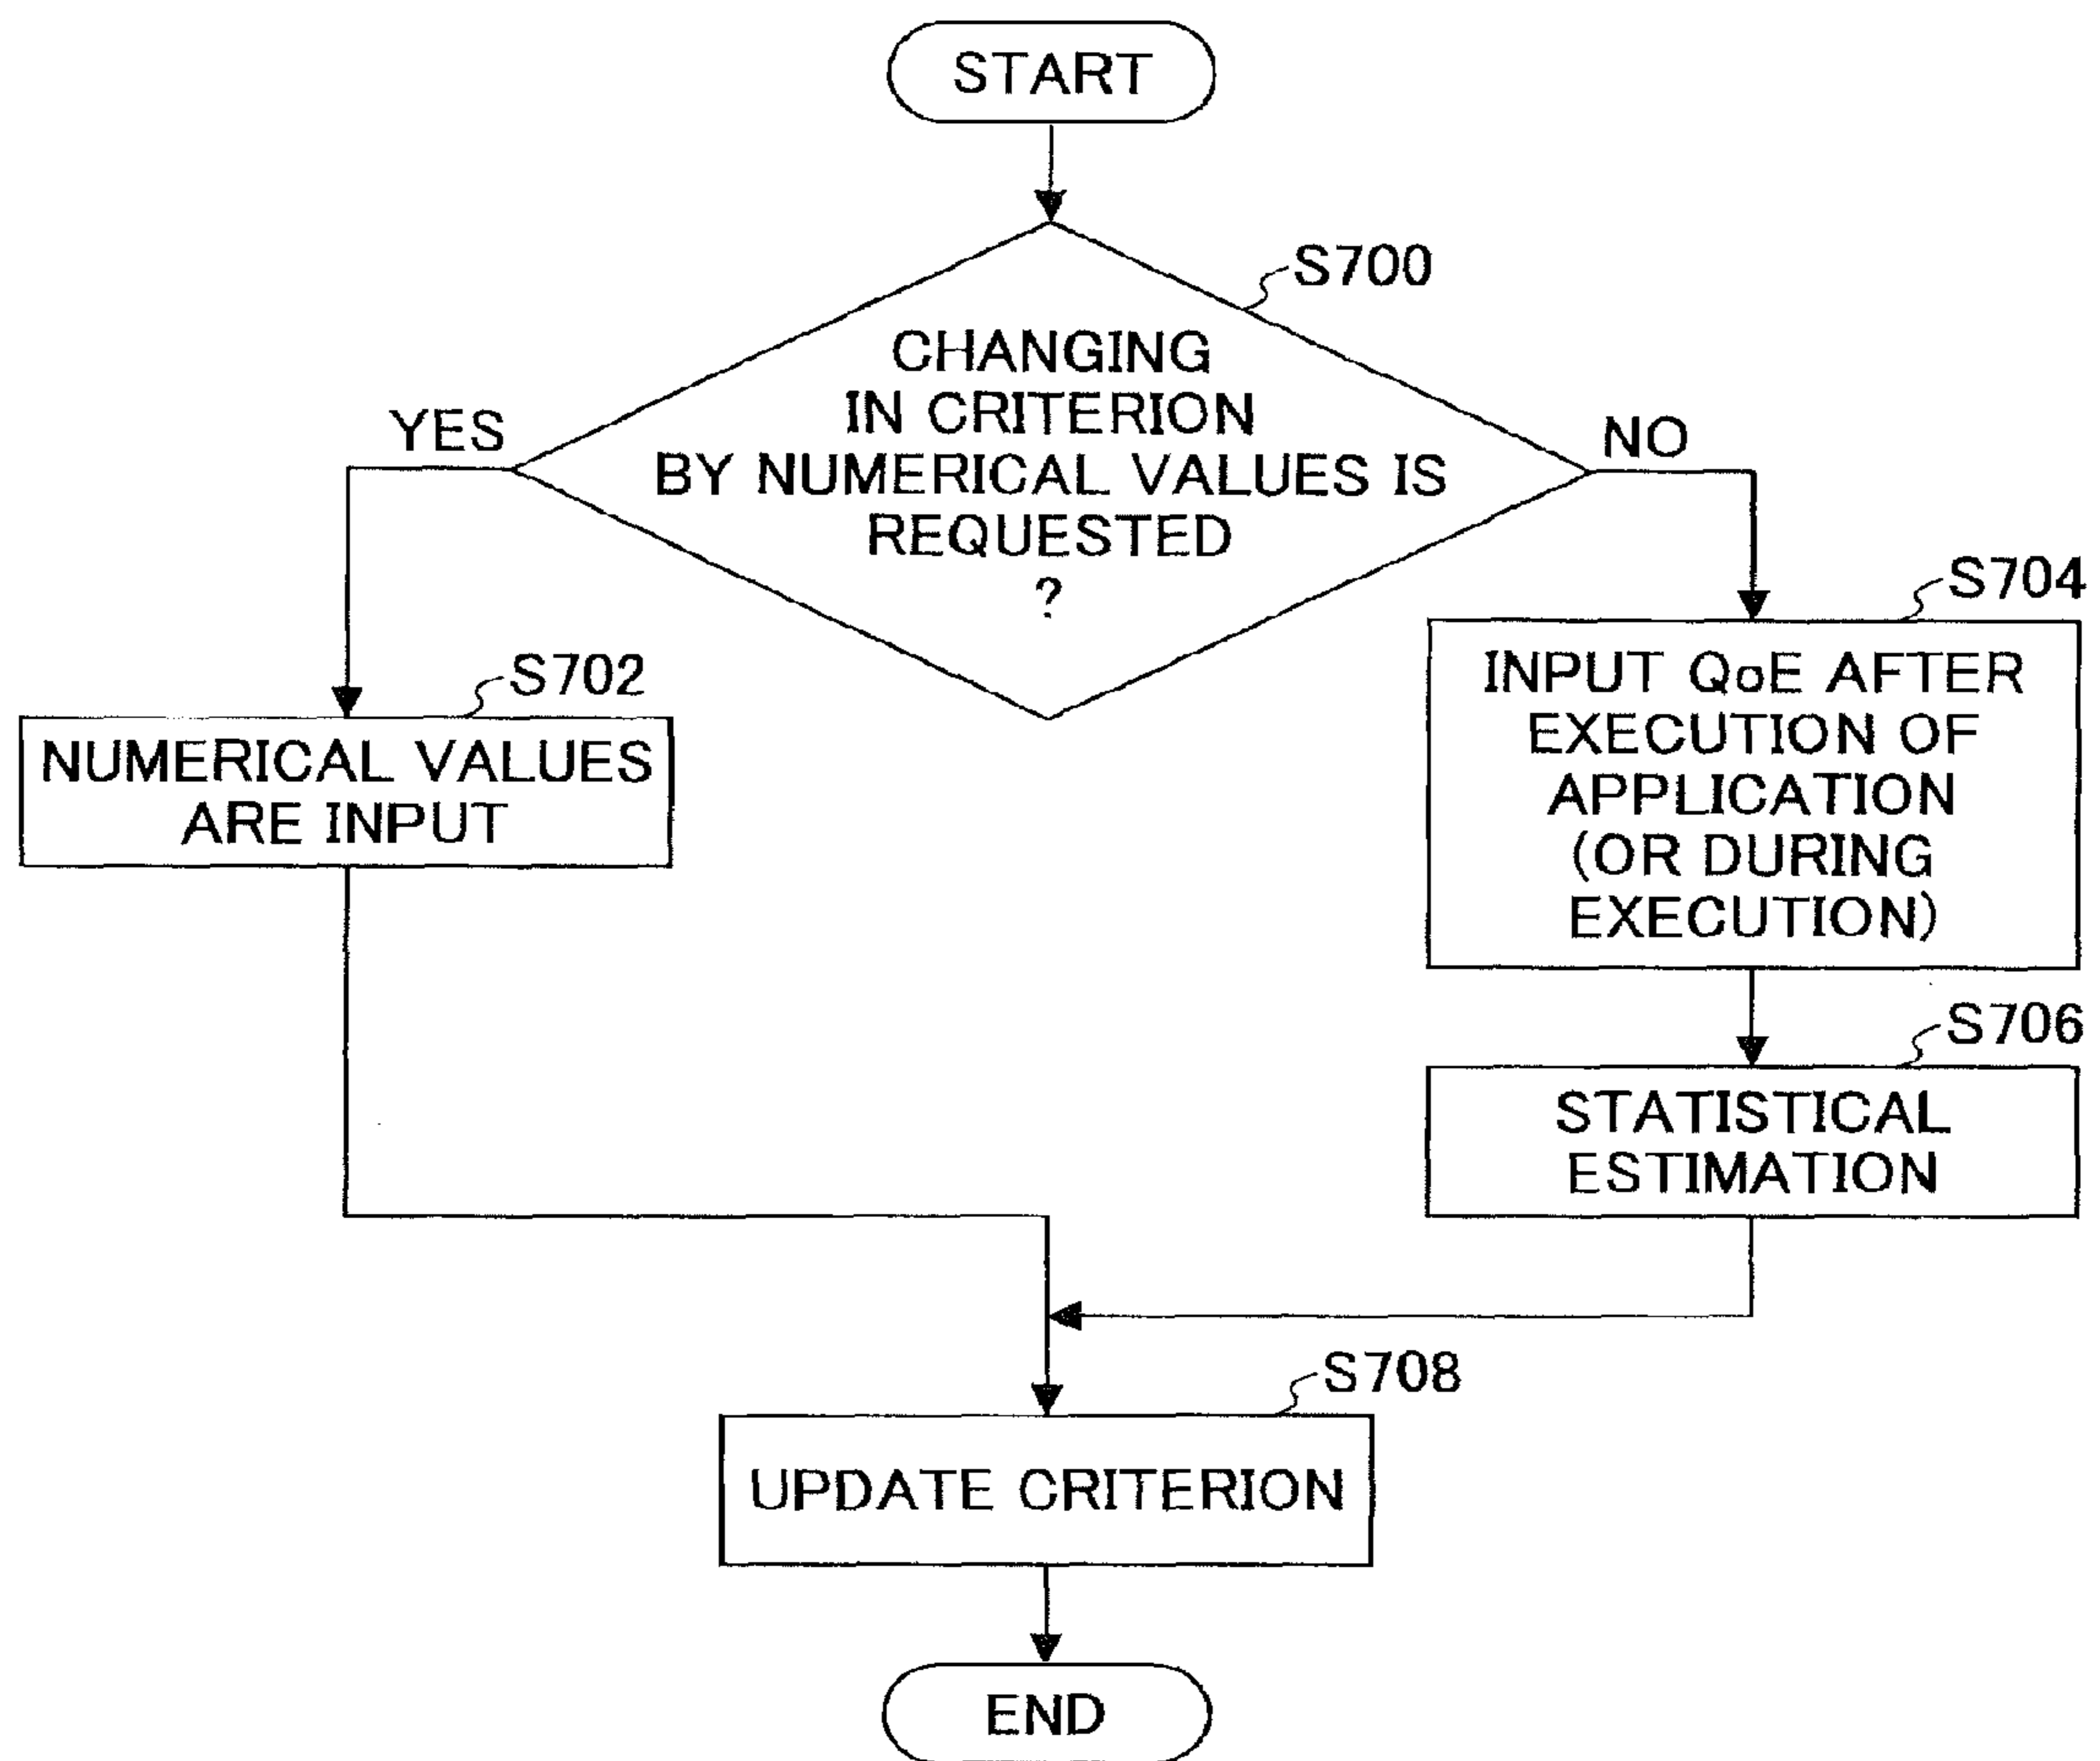 START
S700
CHANGING
IN CRITERION
BY NUMERICAL VALUES IS
REQUESTED
?
YES
NO
S702
NUMERICAL VALUES
ARE INPUT
S704
INPUT QoE AFTER
EXECUTION OF
APPLICATION
(OR DURING
EXECUTION)
S706
STATISTICAL
ESTIMATION
S708
UPDATE CRITERION
END